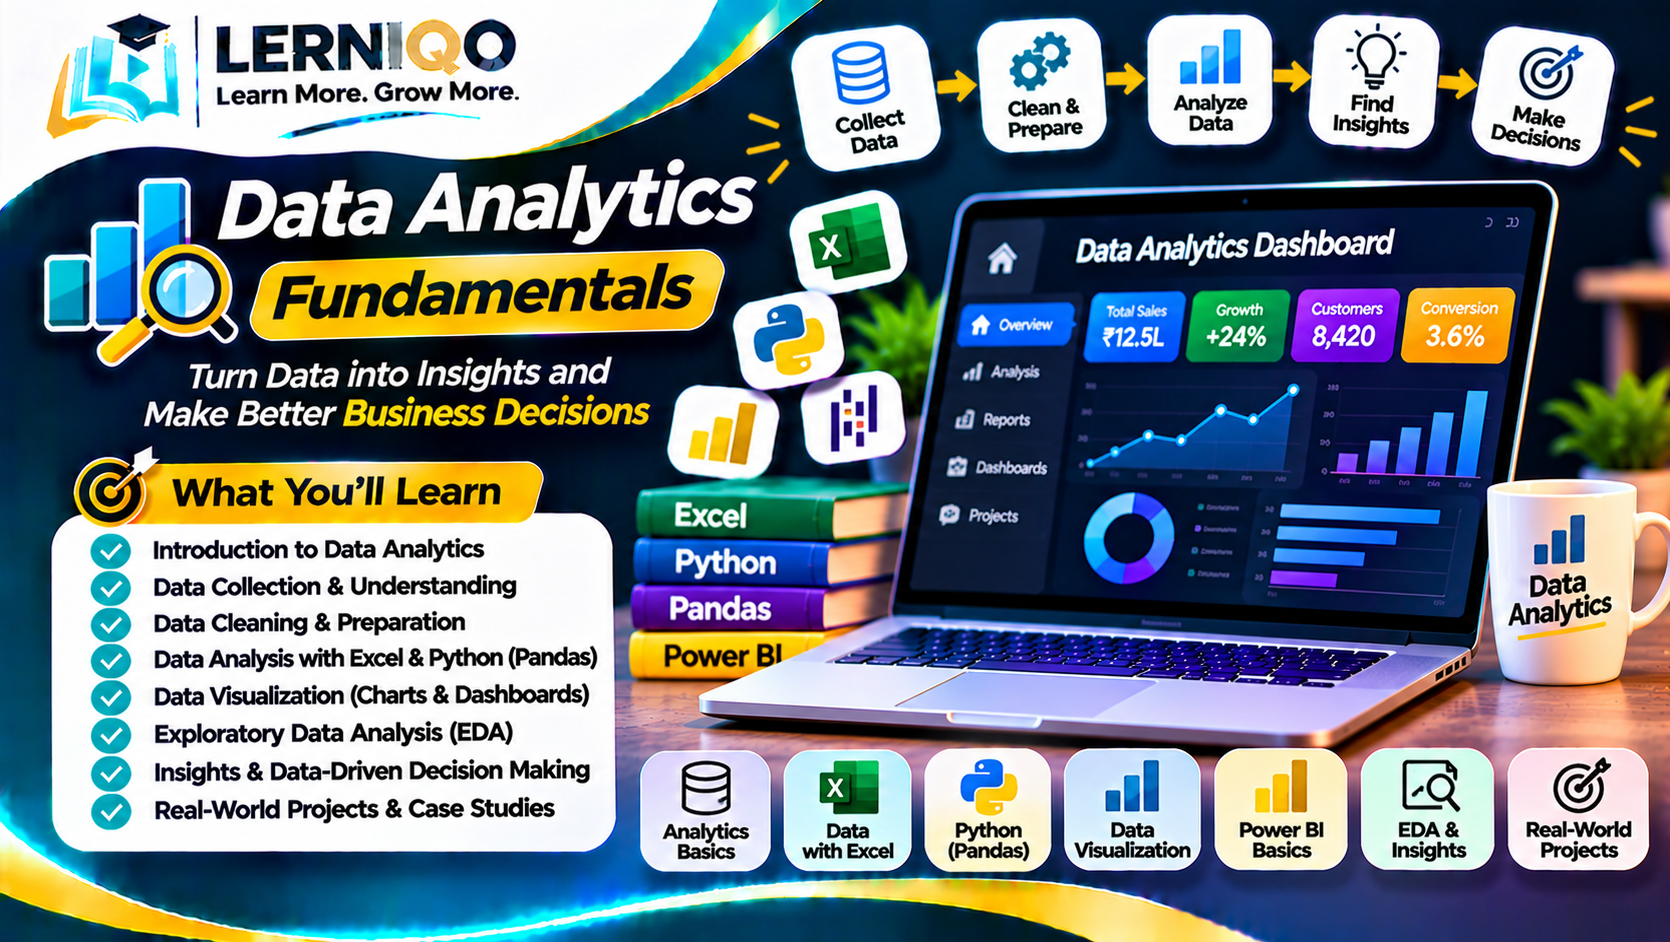 LERNIQO
Learn More. Grow More.
Collect
Data
Clean &
Prepare
Analyze
Data
Find
Insights
Make
Decisions
Data Analytics
Fundamentals
Turn Data into Insights and
Make Better Business Decisions
What You'll Learn
Introduction to Data Analytics
Data Collection & Understanding
Data Cleaning & Preparation
Data Analysis with Excel & Python (Pandas)
Data Visualization (Charts & Dashboards)
Exploratory Data Analysis (EDA)
Insights & Data-Driven Decision Making
Real-World Projects & Case Studies
X
Excel
Python
Pandas
Power BI
Data Analytics Dashboard
Overview
Analysis
Reports
Dashboards
Projects
Total Sales
₹12.5L
Growth
+24%
Customers
8,420
Conversion
3.6%
Data
Analytics
Analytics
Basics
X
Data
with Excel
Python
(Pandas)
Data
Visualization
Power BI
Basics
EDA &
Insights
Real-World
Projects